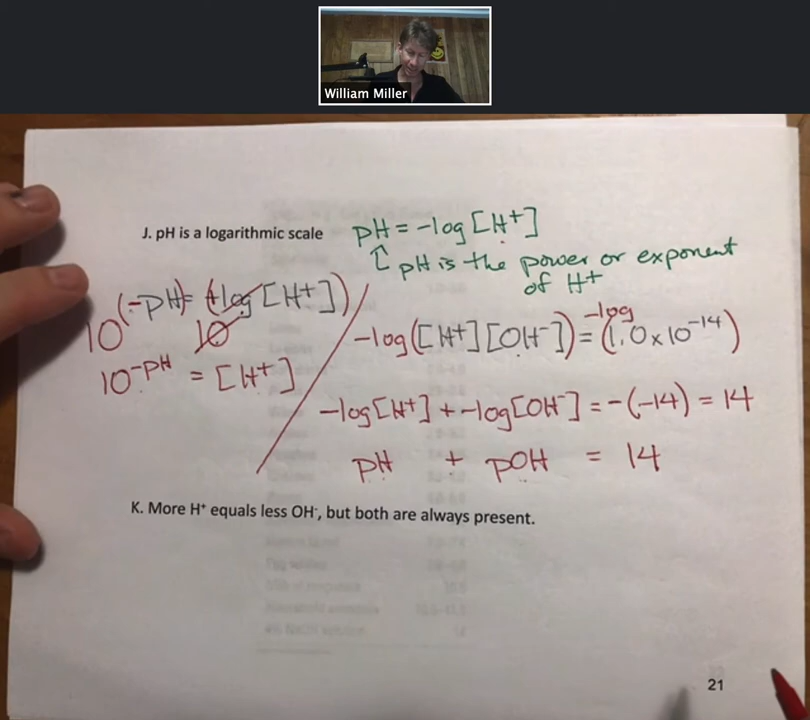 William Miller
J. pH is a logarithmic scale
pH = -log[H+]
pH is the power or exponent
of H+
10^(-pH) = 10^(+log[H+])
10^-pH = [H+]
-log([H+][OH-]) = -log(1.0 x 10^-14)
-log[H+] + -log[OH-] = -(-14) = 14
pH + pOH = 14
K. More H+ equals less OH-, but both are always present.
21